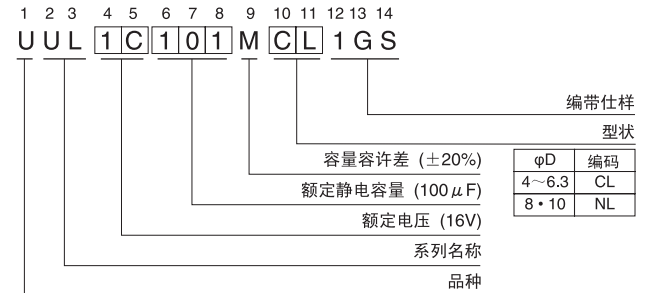 1 2 3 4 5 6 7 8 9 10 11 12 13 14
U U L 1 C 1 0 1 M C L 1 G S
编带仕样
型状
容量容许差 (±20%)
额定静电容量 (100μF)
额定电压 (16V)
系列名称
品种
φD 编码
4～6.3 CL
8・10 NL